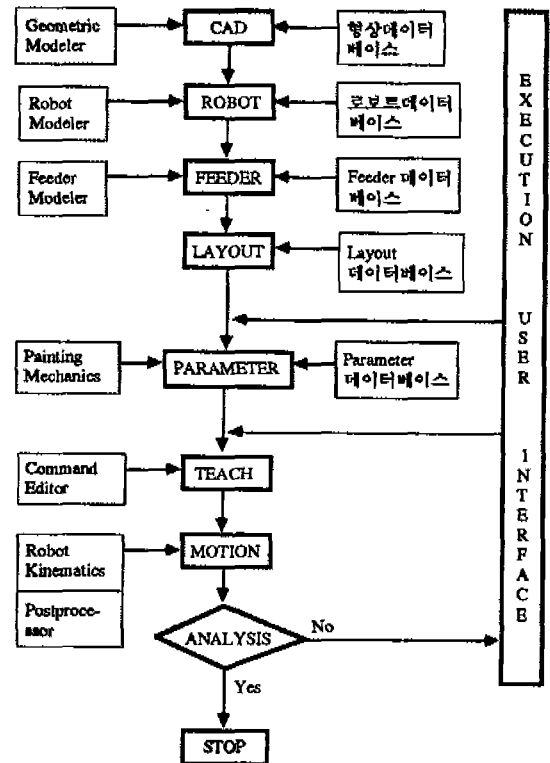 Geometric
Modeler
CAD
형상데이터
베이스
Robot
Modeler
ROBOT
로보트데이터
베이스
Feeder
Modeler
FEEDER
Feeder 데이터
베이스
LAYOUT
Layout
데이터베이스
Painting
Mechanics
PARAMETER
Parameter
데이터베이스
Command
Editor
TEACH
Robot
Kinematics
MOTION
Postproce-
ssor
ANALYSIS
No
Yes
STOP
EXECUTION
USER
INTERFACE